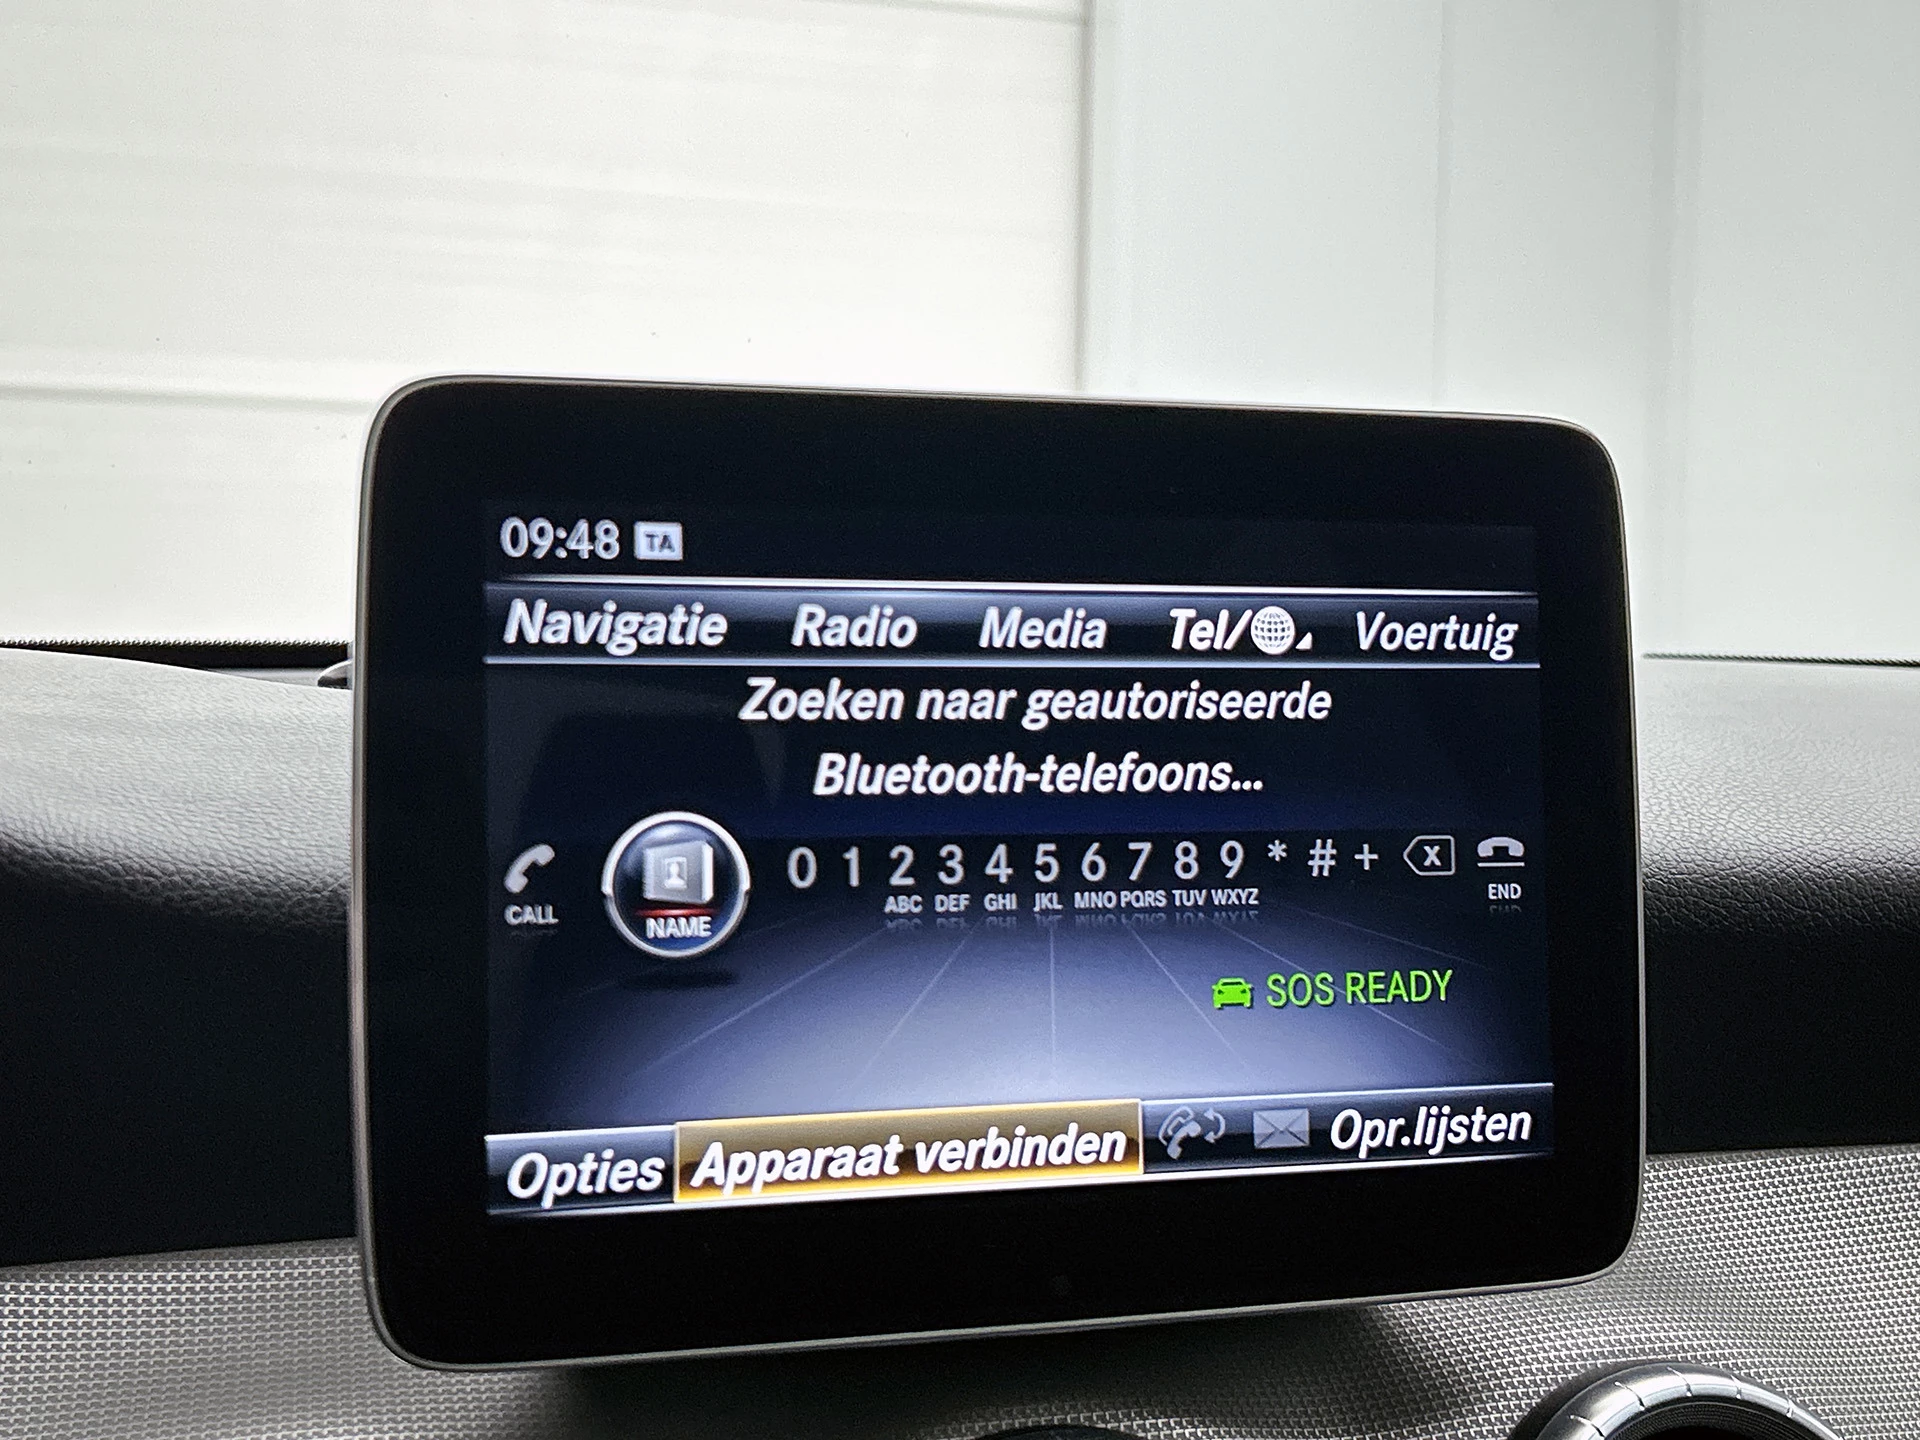 09:48 TA
Navigatie Radio Media Tel/ Voertuig
Zoeken naar geautoriseerde
Bluetooth-telefoons...
0 1 2 3 4 5 6 7 8 9 * # + X
ABC DEF GHI JKL MNO PQRS TUV WXYZ
CALL NAME END
SOS READY
Opties Apparaat verbinden Opr.lijsten